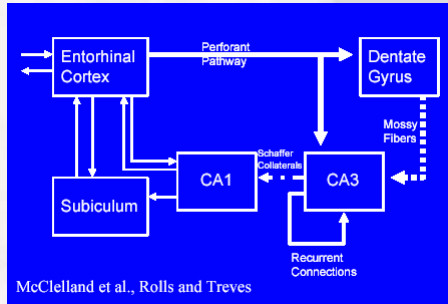 Entorhinal
Cortex
Perforant
Pathway
Dentate
Gyrus
Mossy
Fibers
Schaffer
Collaterals
CA1
CA3
Subiculum
Recurrent
Connections
McClelland et al., Rolls and Treves